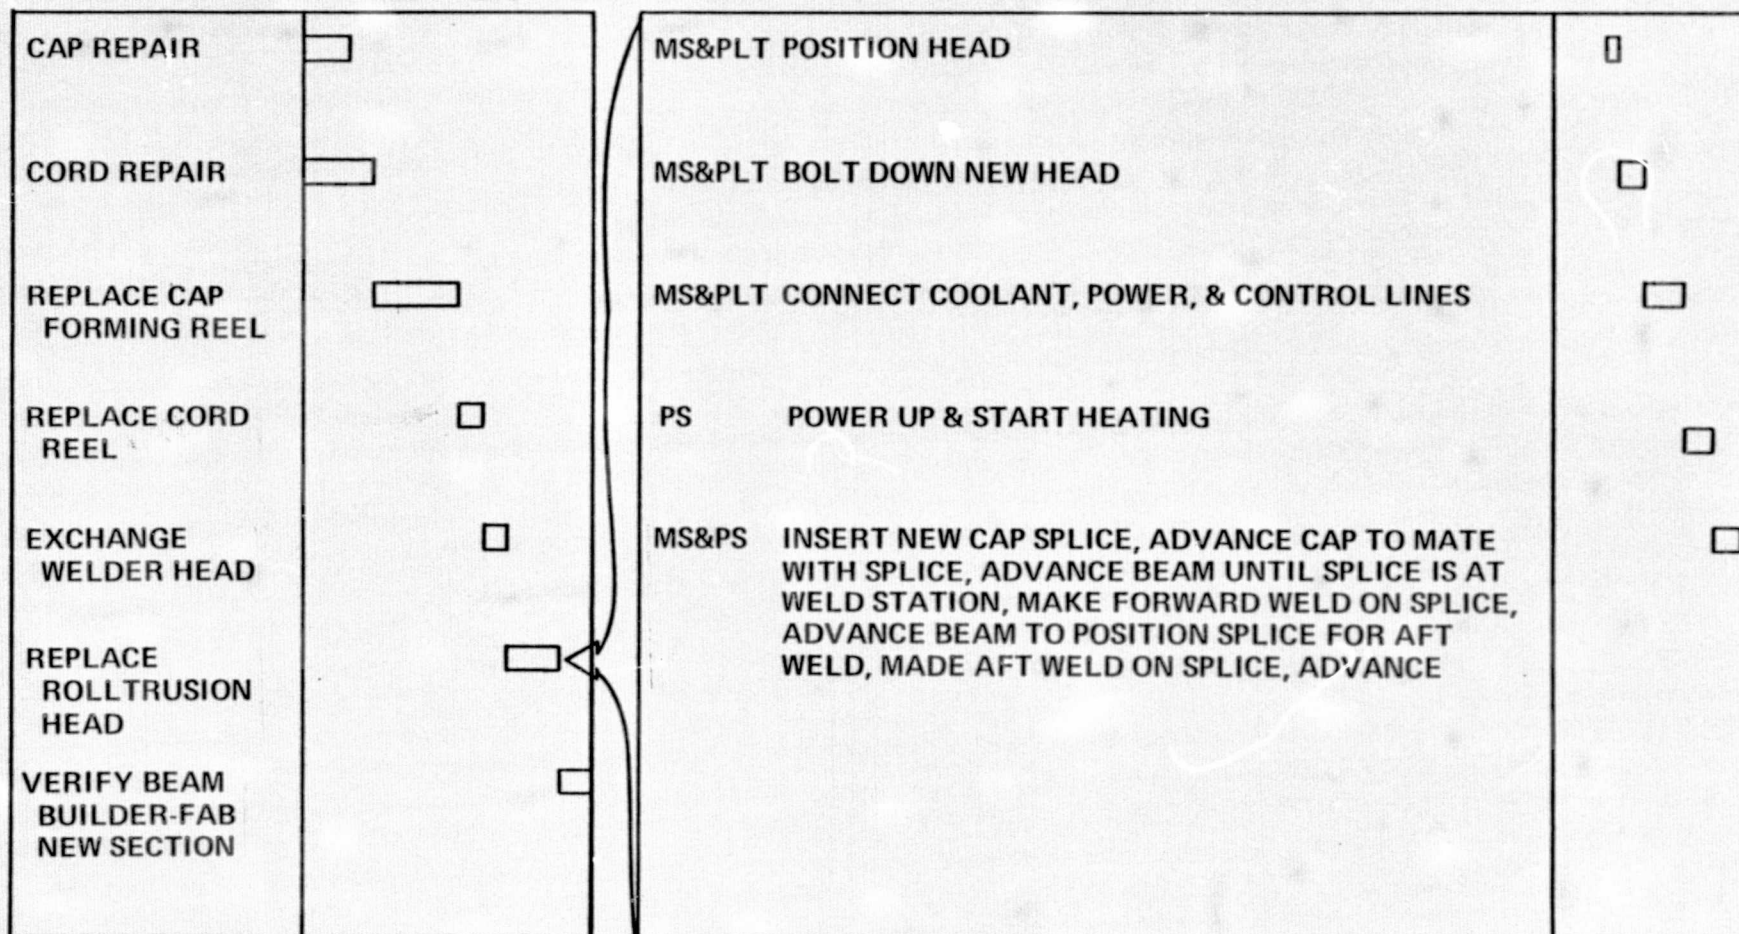 CAP REPAIR
CORD REPAIR
REPLACE CAP
FORMING REEL
REPLACE CORD
REEL
EXCHANGE
WELDER HEAD
REPLACE
ROLLTRUSION
HEAD
VERIFY BEAM
BUILDER-FAB
NEW SECTION
MS&PLT POSITION HEAD
MS&PLT BOLT DOWN NEW HEAD
MS&PLT CONNECT COOLANT, POWER, & CONTROL LINES
PS POWER UP & START HEATING
MS&PS INSERT NEW CAP SPLICE, ADVANCE CAP TO MATE
WITH SPLICE, ADVANCE BEAM UNTIL SPLICE IS AT
WELD STATION, MAKE FORWARD WELD ON SPLICE,
ADVANCE BEAM TO POSITION SPLICE FOR AFT
WELD, MADE AFT WELD ON SPLICE, ADVANCE